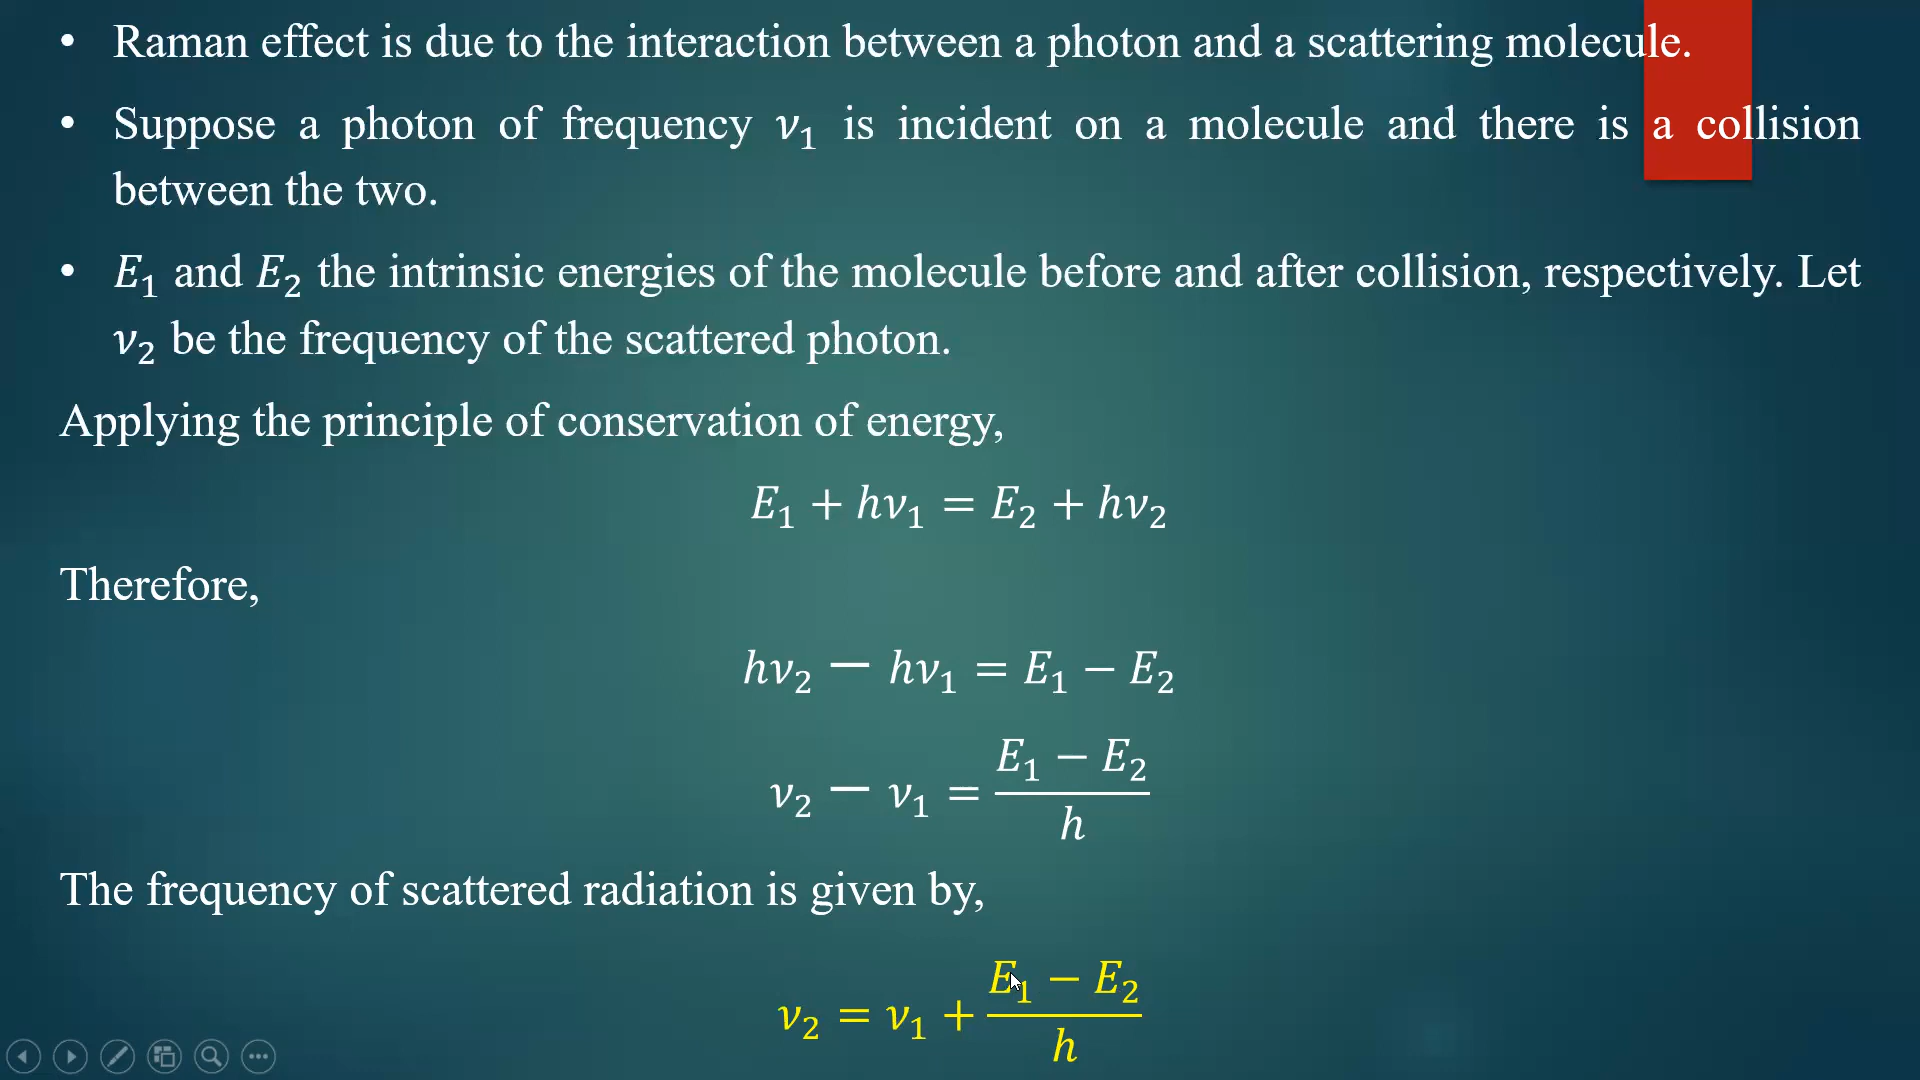 • Raman effect is due to the interaction between a photon and a scattering molecule.
• Suppose a photon of frequency ν₁ is incident on a molecule and there is a collision
between the two.
• E₁ and E₂ the intrinsic energies of the molecule before and after collision, respectively. Let
ν₂ be the frequency of the scattered photon.
Applying the principle of conservation of energy,
E₁ + hν₁ = E₂ + hν₂
Therefore,
hν₂ − hν₁ = E₁ − E₂
ν₂ − ν₁ = (E₁ − E₂)/h
The frequency of scattered radiation is given by,
ν₂ = ν₁ + (E₁ − E₂)/h